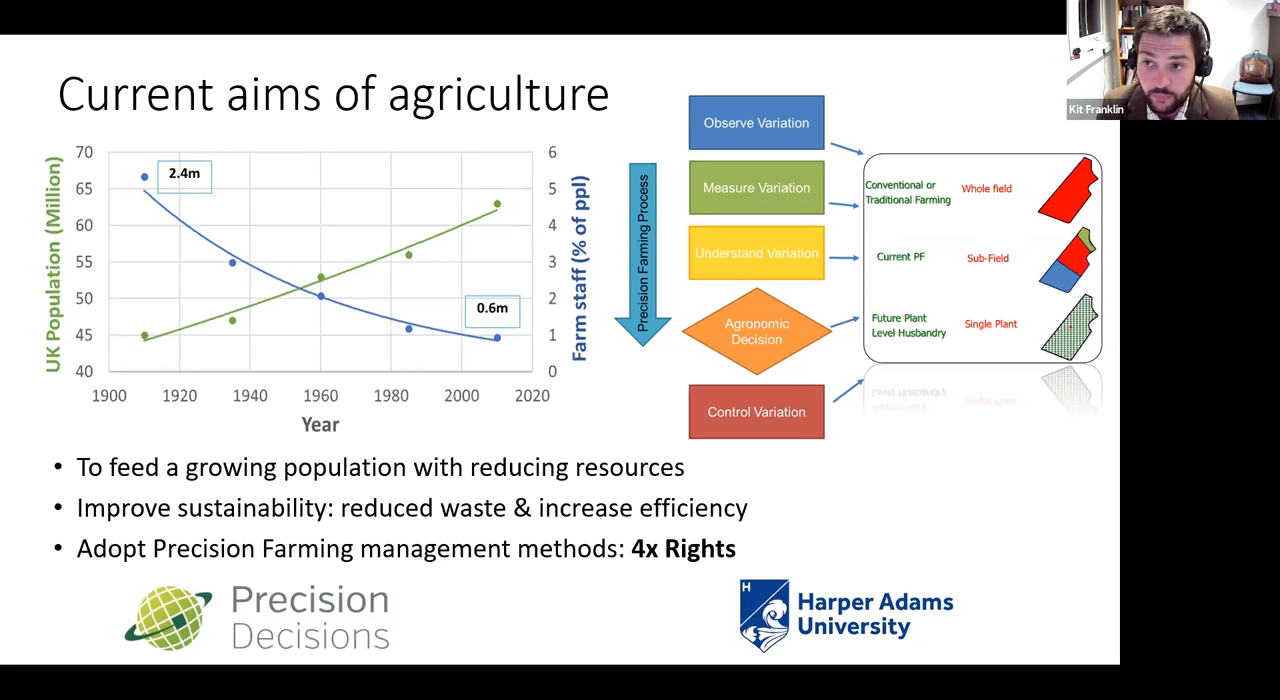 Kit Franklin
Current aims of agriculture
UK Population (Million)
70
65
60
55
50
45
40
2.4m
0.6m
6
5
4
3
2
1
0
Farm staff (% of ppl)
1900
1920
1940
1960
1980
2000
2020
Year
Precision Farming Process
Observe Variation
Measure Variation
Understand Variation
Agronomic
Decision
Control Variation
Conventional or
Traditional Farming
Whole field
Current PF
Sub-Field
Future Plant
Level Husbandry
Single Plant
• To feed a growing population with reducing resources
• Improve sustainability: reduced waste & increase efficiency
• Adopt Precision Farming management methods: 4x Rights
Precision
Decisions
H
Harper Adams
University